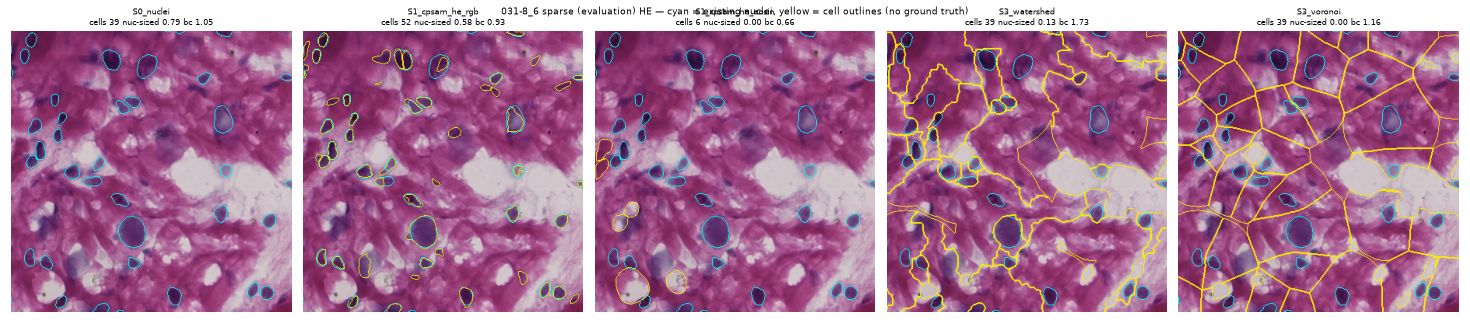 031-8_6 sparse (evaluation) HE — cyan = existing nuclei, yellow = cell outlines (no ground truth)
S0_nuclei
cells 39 nuc-sized 0.79 bc 1.05
S1_cpsam_he_rgb
cells 52 nuc-sized 0.58 bc 0.93
cells 6 nuc-sized 0.00 bc 0.66
S3_watershed
cells 39 nuc-sized 0.13 bc 1.73
S3_voronoi
cells 39 nuc-sized 0.00 bc 1.16